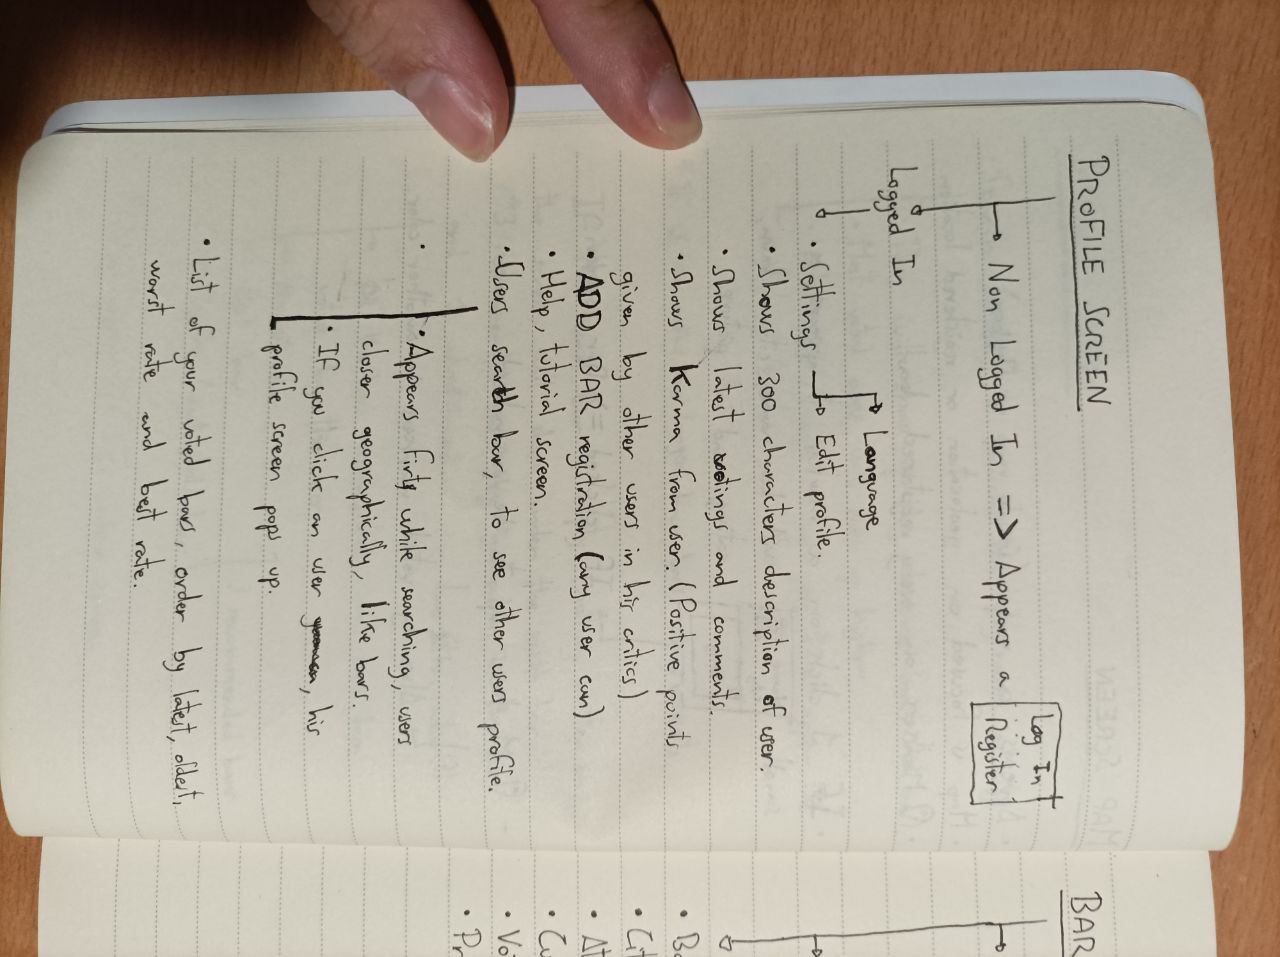 PROFILE SCREEN
Non Logged In => Appears a
Log In
Register
Logged In
Language
• Settings
Edit profile.
• Shows 300 characters description of user.
• Shows latest ratings and comments.
• Shows Karma from user. (Positive points
given by other users in his critics)
• ADD BAR registration (any user can)
• Help, tutorial screen.
• Users search bar, to see other users profile.
• Appears firty while searching, users
closer geographically, like bars.
• If you click an user, his
profile screen pops up.
• List of your voted bars, order by latest, oldest,
worst rate and best rate.
BAR
• Ba
• Cit
• At
• Cu
• Vo
• Pr